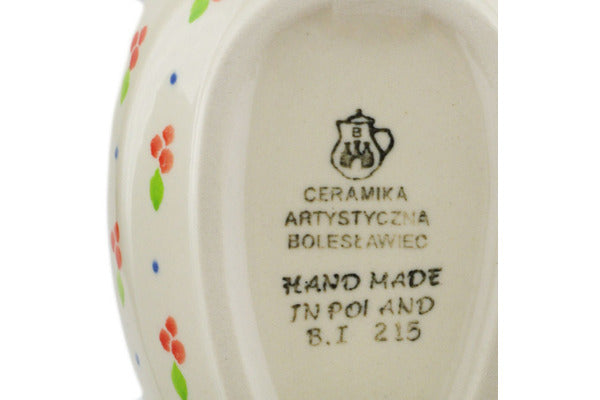 B
CERAMIKA
ARTYSTYCZNA
BOLESŁAWIEC
HAND MADE
IN POLAND
B.I 215